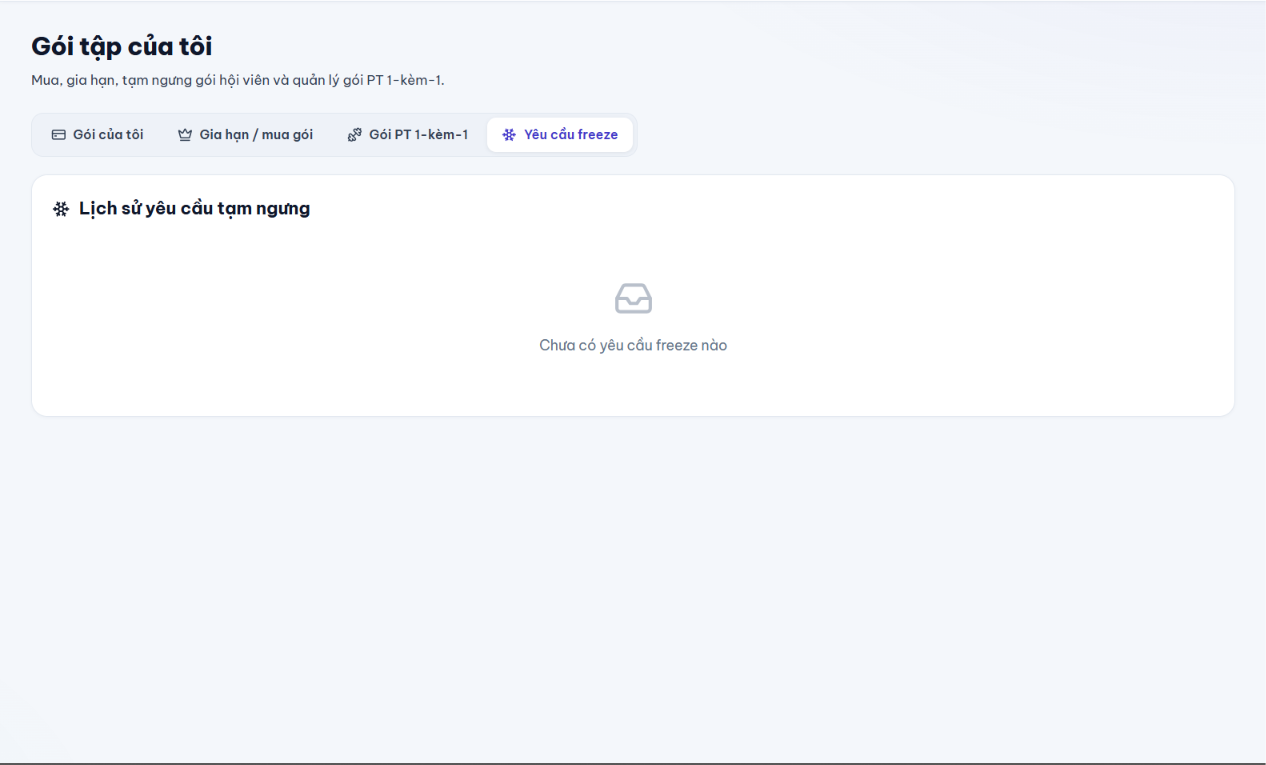 Gói tập của tôi
Mua, gia hạn, tạm ngưng gói hội viên và quản lý gói PT 1-kèm-1.
Gói của tôi
Gia hạn / mua gói
Gói PT 1-kèm-1
Yêu cầu freeze
Lịch sử yêu cầu tạm ngưng
Chưa có yêu cầu freeze nào